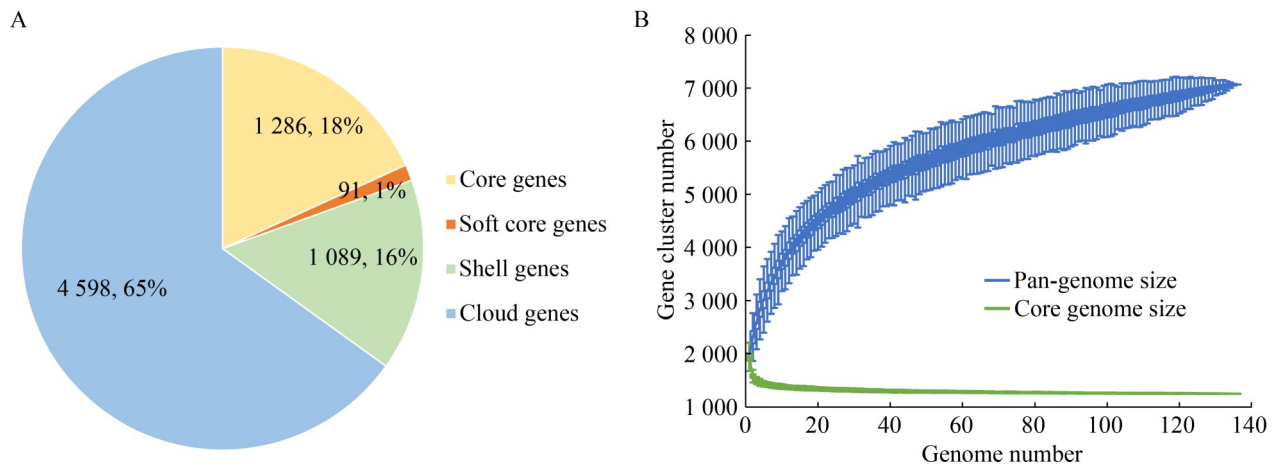 A
1 286, 18%
91, 1%
1 089, 16%
4 598, 65%
Core genes
Soft core genes
Shell genes
Cloud genes
B
Gene cluster number
8 000
7 000
6 000
5 000
4 000
3 000
2 000
1 000
Pan-genome size
Core genome size
0 20 40 60 80 100 120 140
Genome number